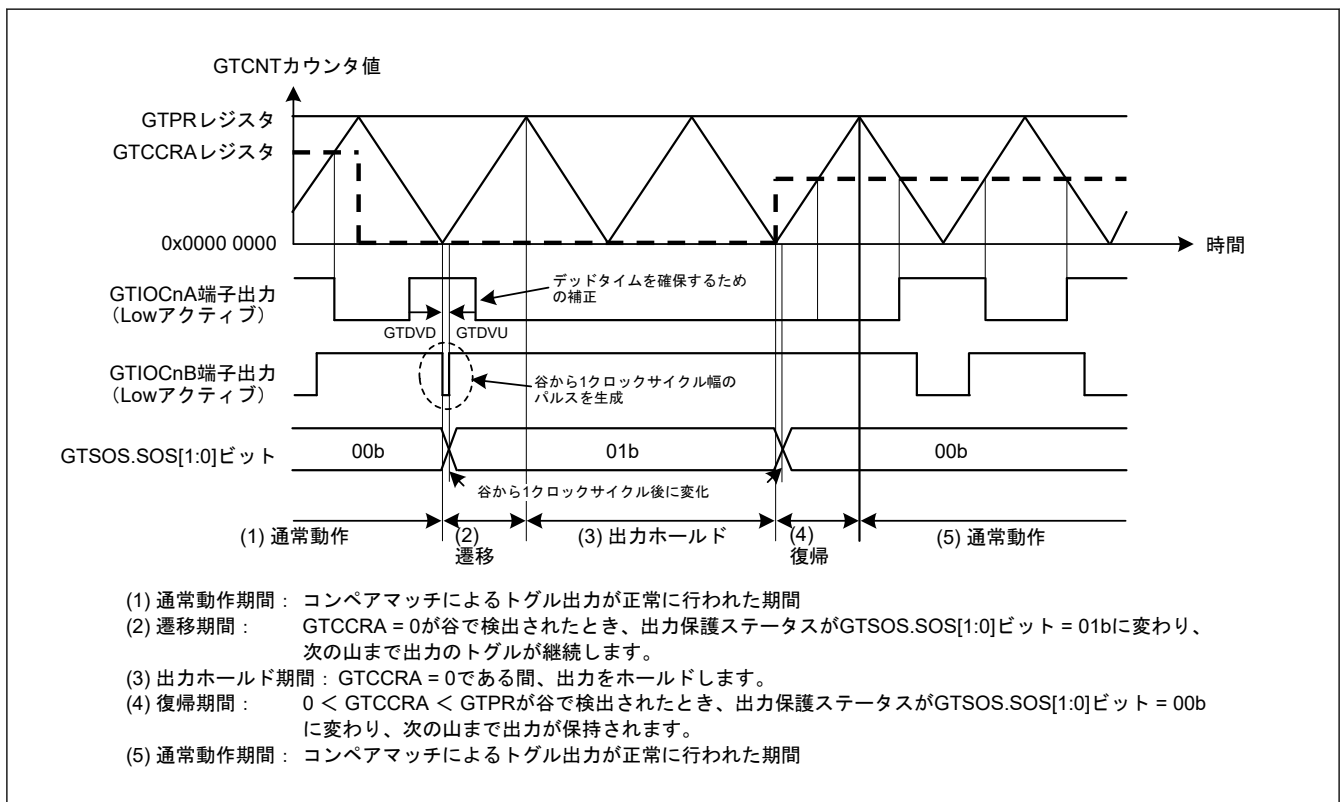 GTCNTカウンタ値
GTPRレジスタ
GTCCRAレジスタ
0x0000 0000
時間
GTIOCnA端子出力
(Lowアクティブ)
デッドタイムを確保するため
の補正
GTDVD
GTDVU
GTIOCnB端子出力
(Lowアクティブ)
谷から1クロックサイクル幅の
パルスを生成
GTSOS.SOS[1:0]ビット
00b
01b
00b
谷から1クロックサイクル後に変化
(1) 通常動作
(2)
遷移
(3) 出力ホールド
(4)
復帰
(5) 通常動作
(1) 通常動作期間: コンペアマッチによるトグル出力が正常に行われた期間
(2) 遷移期間: GTCCRA = 0が谷で検出されたとき、出力保護ステータスがGTSOS.SOS[1:0]ビット = 01bに変わり、
次の山まで出力のトグルが継続します。
(3) 出力ホールド期間: GTCCRA = 0である間、出力をホールドします。
(4) 復帰期間: 0 < GTCCRA < GTPRが谷で検出されたとき、出力保護ステータスがGTSOS.SOS[1:0]ビット = 00b
に変わり、次の山まで出力が保持されます。
(5) 通常動作期間: コンペアマッチによるトグル出力が正常に行われた期間